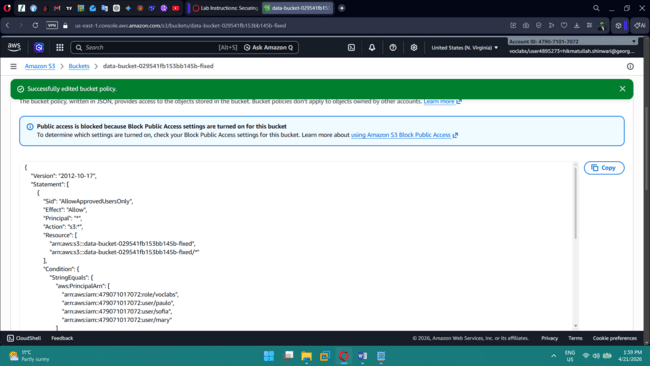 Lab Instructions: Securing
data-bucket-029541fb153bb145b
VPN
us-east-1.console.aws.amazon.com/s3/buckets/data-bucket-029541fb153bb145b-fixed
AI
aws
Search
[Alt+S]
Ask Amazon Q
United States (N. Virginia)
Account ID: 4790-7101-7072
voclabs/user4895273=hikmatullah.shinwari@georg...
Amazon S3
Buckets
data-bucket-029541fb153bb145b-fixed
Successfully edited bucket policy.
The bucket policy, written in JSON, provides access to the objects stored in the bucket. Bucket policies don't apply to objects owned by other accounts. Learn more
Public access is blocked because Block Public Access settings are turned on for this bucket
To determine which settings are turned on, check your Block Public Access settings for this bucket. Learn more about using Amazon S3 Block Public Access
Copy
{
"Version": "2012-10-17",
"Statement": [
{
"Sid": "AllowApprovedUsersOnly",
"Effect": "Allow",
"Principal": "*",
"Action": "s3:*",
"Resource": [
"arn:aws:s3:::data-bucket-029541fb153bb145b-fixed",
"arn:aws:s3:::data-bucket-029541fb153bb145b-fixed/*"
],
"Condition": {
"StringEquals": {
"aws:PrincipalArn": [
"arn:aws:iam::479071017072:role/voclabs",
"arn:aws:iam::479071017072:user/paulo",
"arn:aws:iam::479071017072:user/sofia",
"arn:aws:iam::479071017072:user/mary"
]
CloudShell
Feedback
© 2026, Amazon Web Services, Inc. or its affiliates.
Privacy
Terms
Cookie preferences
Partly sunny
ENG
US
1:59 PM
4/21/2026